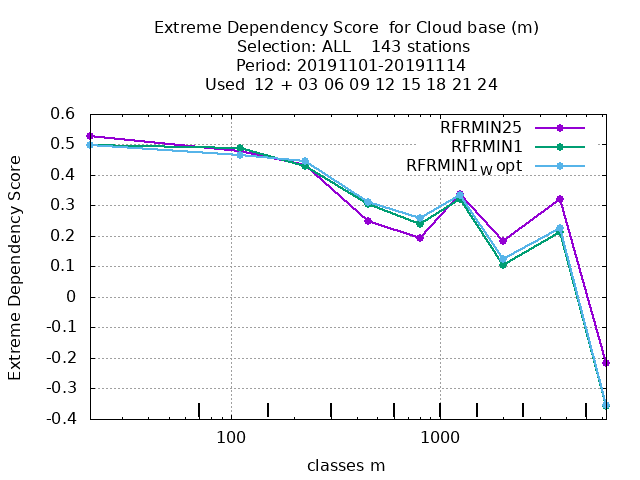 Extreme Dependency Score  for Cloud base (m)
Selection: ALL    143 stations
Period: 20191101-20191114
Used  12 + 03 06 09 12 15 18 21 24
RFRMIN25
RFRMIN1
RFRMIN1W opt
Extreme Dependency Score
0.6
0.5
0.4
0.3
0.2
0.1
0
-0.1
-0.2
-0.3
-0.4
100 1000
classes m